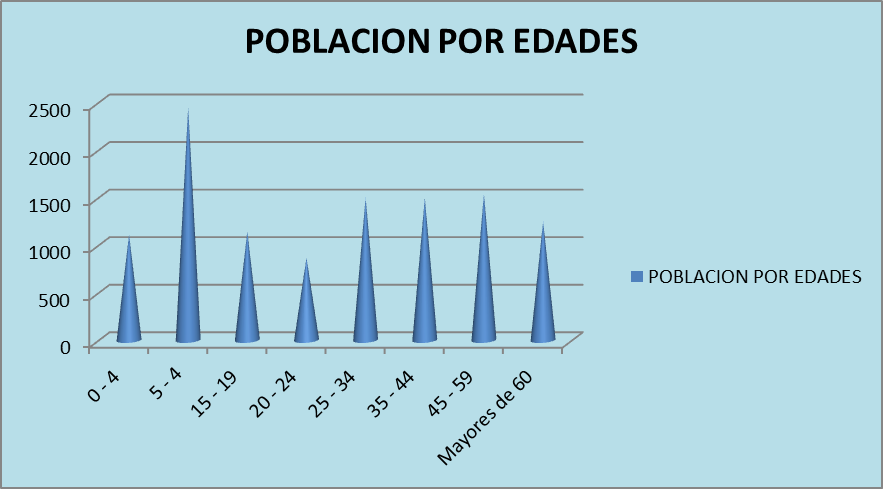 POBLACION POR EDADES
2500
2000
1500
1000
500
0
0 - 4
5 - 4
15 - 19
20 - 24
25 - 34
35 - 44
45 - 59
Mayores de 60
POBLACION POR EDADES